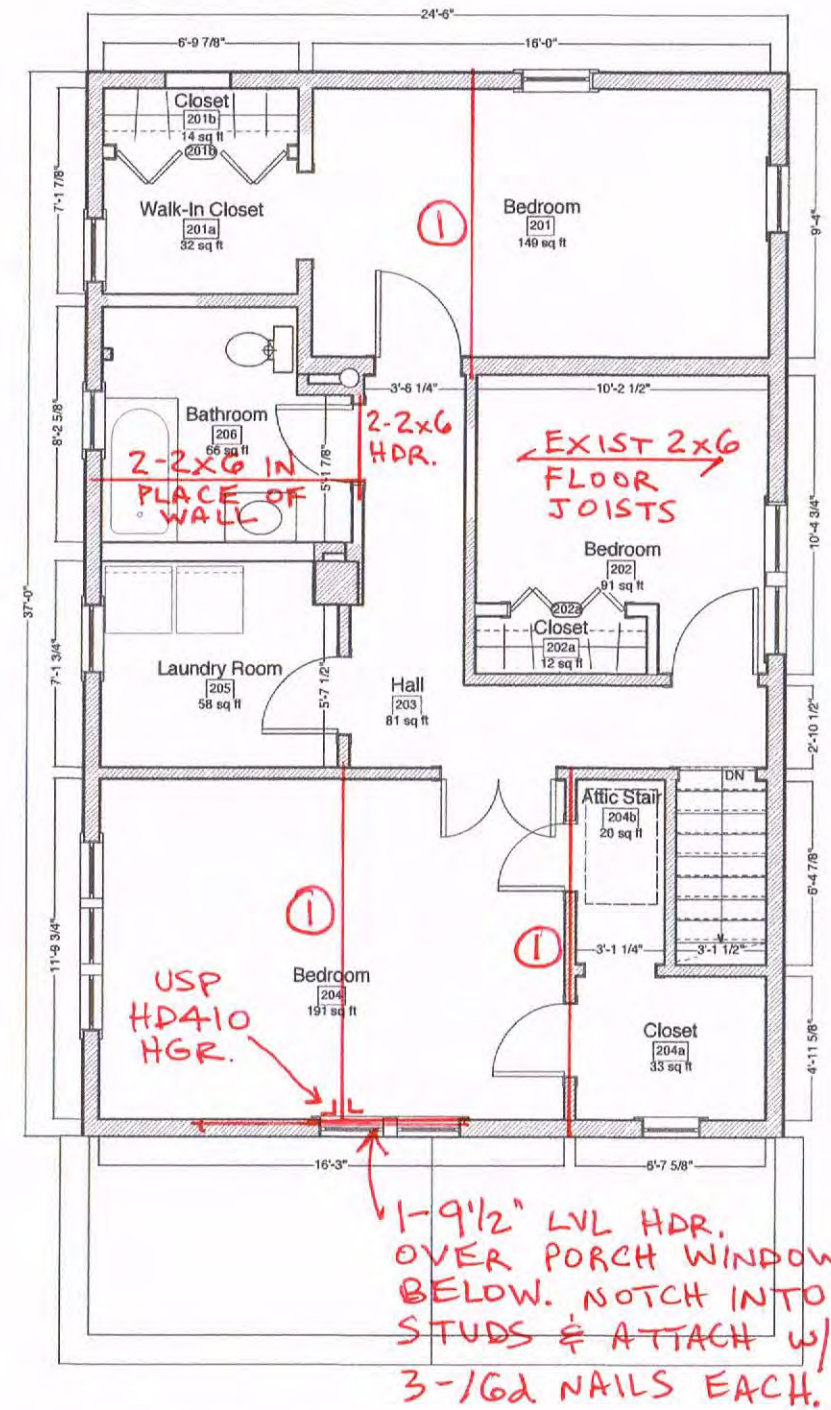 24'-6"
6'-9 7/8"
16'-0"
Closet
201b
14 sq ft
201b
7'-1 7/8"
Walk-In Closet
201a
32 sq ft
1
Bedroom
201
149 sq ft
9'-4"
3'-6 1/4"
10'-2 1/2"
8'-2 5/8"
Bathroom
206
66 sq ft
5'-1 7/8"
2-2x6
HDR.
2-2x6 IN
PLACE OF
WALL
EXIST 2x6
FLOOR
JOISTS
10'-4 3/4"
Bedroom
202
91 sq ft
202a
Closet
202a
12 sq ft
37'-0"
7'-1 3/4"
Laundry Room
205
58 sq ft
5'-7 1/2"
Hall
203
81 sq ft
2'-10 1/2"
DN
Attic Stair
204b
20 sq ft
6'-4 7/8"
11'-9 3/4"
1
1
3'-1 1/4"
3'-1 1/2"
Bedroom
204
191 sq ft
USP
HD410
HGR.
Closet
204a
33 sq ft
4'-11 5/8"
16'-3"
6'-7 5/8"
1-9 1/2" LVL HDR.
OVER PORCH WINDOW
BELOW. NOTCH INTO
STUDS & ATTACH W/
3-16d NAILS EACH.